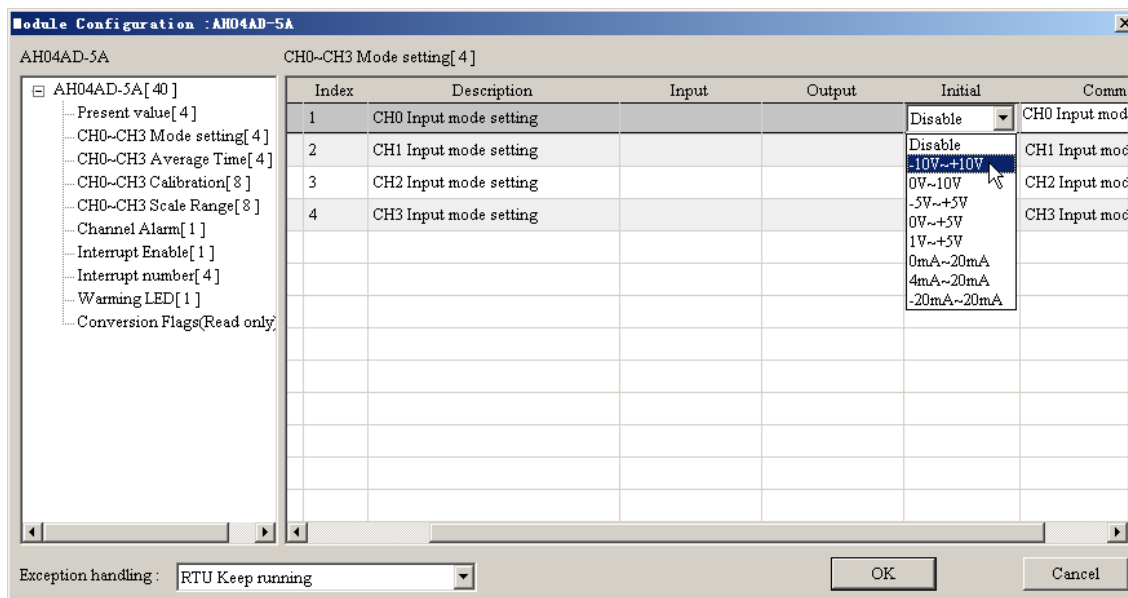 Module Configuration :AH04AD-5A
AH04AD-5A
CH0~CH3 Mode setting[ 4 ]
AH04AD-5A[ 40 ]
Present value[ 4 ]
CH0~CH3 Mode setting[ 4 ]
CH0~CH3 Average Time[ 4 ]
CH0~CH3 Calibration[ 8 ]
CH0~CH3 Scale Range[ 8 ]
Channel Alarm[ 1 ]
Interrupt Enable[ 1 ]
Interrupt number[ 4 ]
Warming LED[ 1 ]
Conversion Flags(Read only)
Index Description Input Output Initial Comm
1 CH0 Input mode setting Disable CH0 Input mod
2 CH1 Input mode setting CH1 Input mod
3 CH2 Input mode setting CH2 Input mod
4 CH3 Input mode setting CH3 Input mod
Disable
-10V~+10V
0V~10V
-5V~+5V
0V~+5V
1V~+5V
0mA~20mA
4mA~20mA
-20mA~20mA
Exception handling : RTU Keep running
OK
Cancel